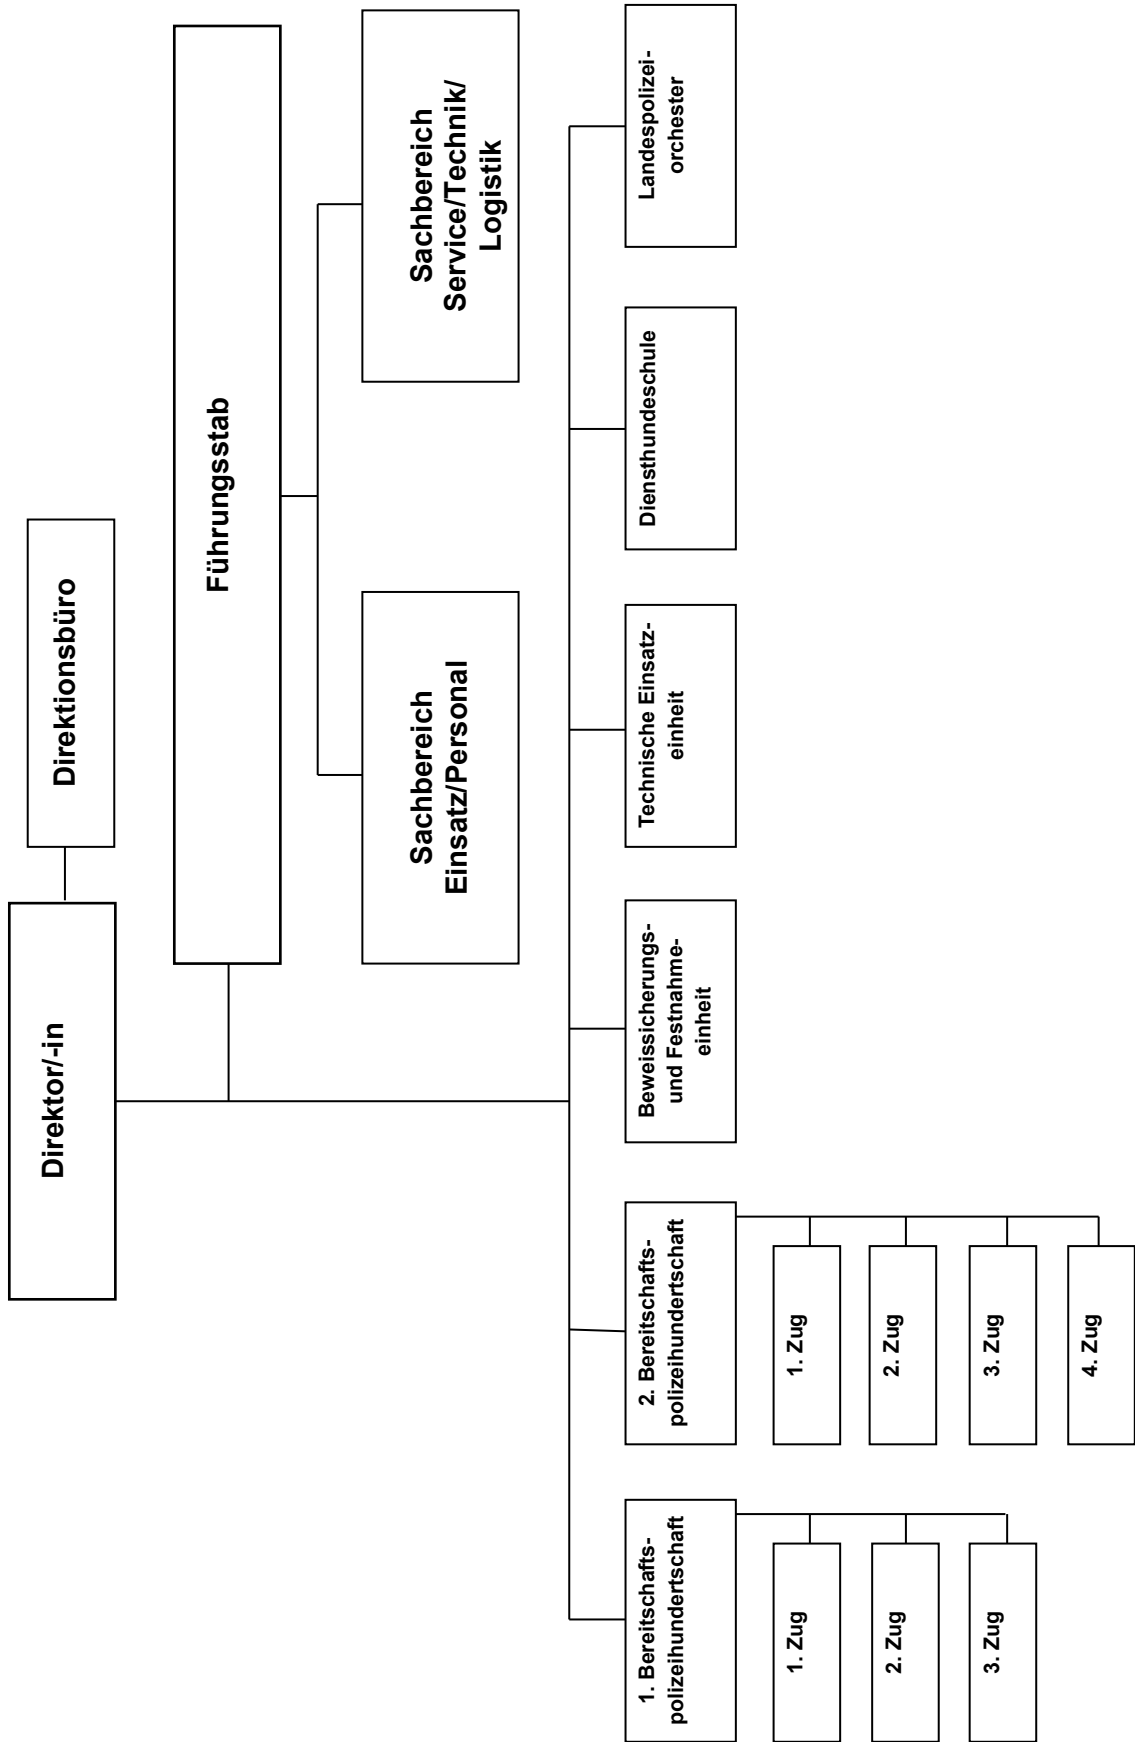 Direktor/-in
Direktionsbüro
Führungsstab
Sachbereich
Einsatz/Personal
Sachbereich
Service/Technik/
Logistik
1. Bereitschafts-
polizeihundertschaft
2. Bereitschafts-
polizeihundertschaft
Beweissicherungs-
und Festnahme-
einheit
Technische Einsatz-
einheit
Diensthundeschule
Landespolizei-
orchester
1. Zug
2. Zug
3. Zug
1. Zug
2. Zug
3. Zug
4. Zug